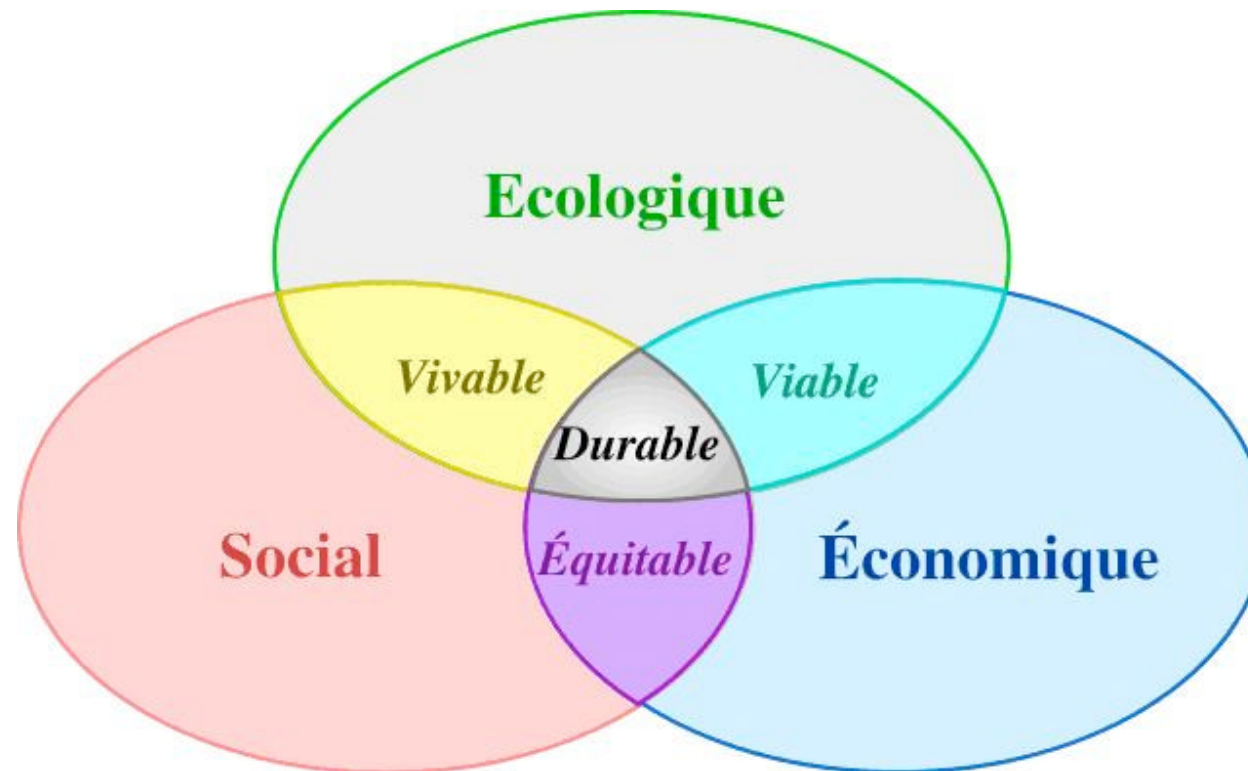 Ecologique
Vivable
Viable
Durable
Social
Équitable
Économique